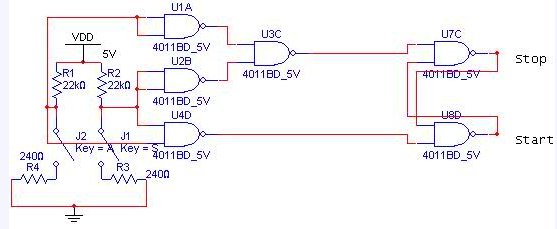 U1A
4011BD_5V
VDD
5V
R1
22kΩ
R2
22kΩ
U2B
4011BD_5V
U3C
4011BD_5V
U4D
4011BD_5V
U7C
4011BD_5V
Stop
U8D
4011BD_5V
Start
J2
Key = A
J1
Key = S
240Ω
R4
R3
240Ω